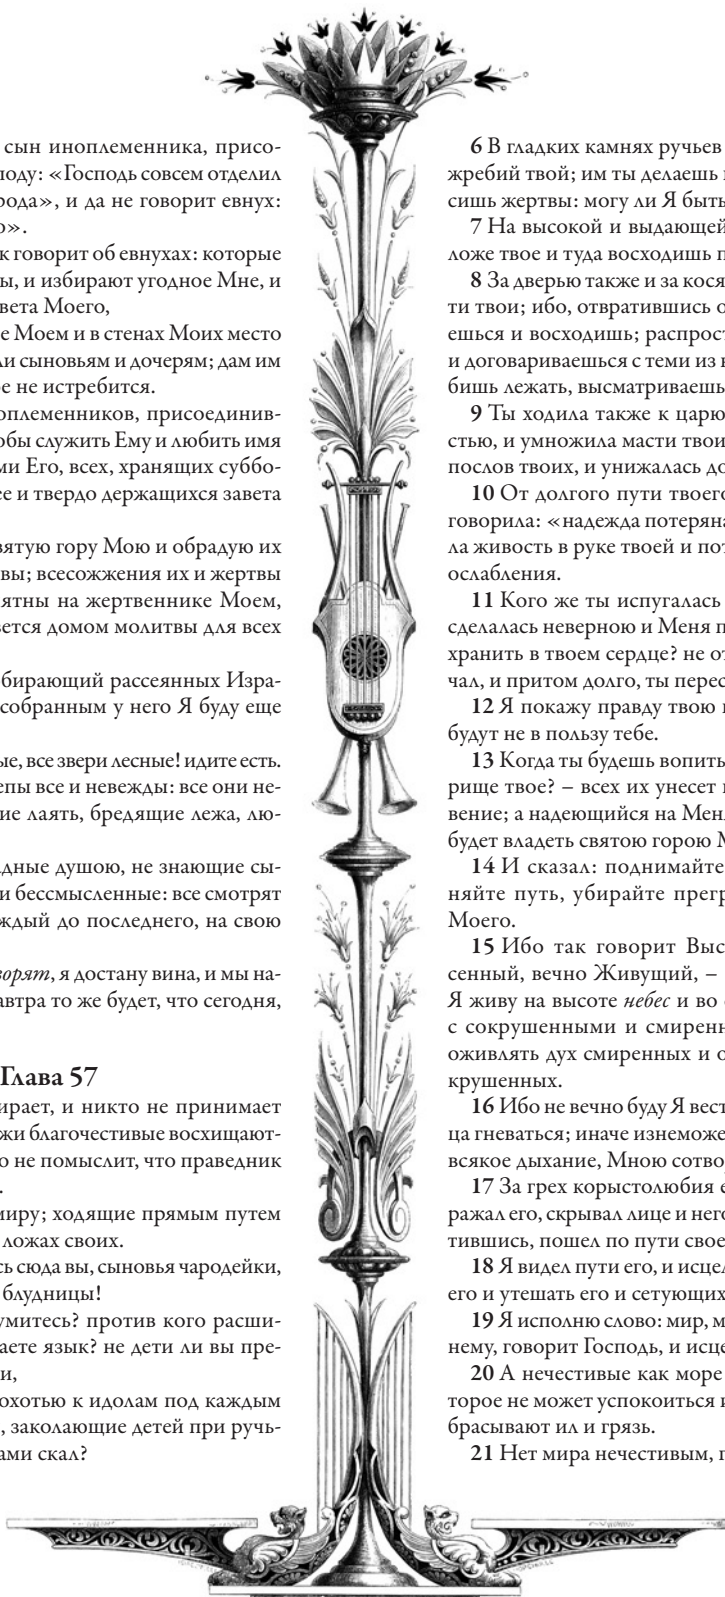 сын иноплеменника, присо-
поду: «Господь совсем отделил
рода», и да не говорит евнух:
о».
к говорит об евнухах: которые
ы, и избирают угодное Мне, и
вета Моего,
е Моем и в стенах Моих место
ли сыновьям и дочерям; дам им
е не истребится.
оплеменников, присоединив-
обы служить Ему и любить имя
ми Его, всех, хранящих суббо-
ее и твердо держащихся завета
вятую гору Мою и обрадую их
вы; всесожжения их и жертвы
ятны на жертвеннике Моем,
вется домом молитвы для всех
бирающий рассеянных Изра-
собранным у него Я буду еще
ые, все звери лесные! идите есть.
епы все и невежды: все они не-
ие лаять, бредящие лежа, лю-
адные душою, не знающие сы-
и бессмысленные: все смотрят
ждый до последнего, на свою
ворят, я достану вина, и мы на-
автра то же будет, что сегодня,
Глава 57
ирает, и никто не принимает
жи благочестивые восхищают-
о не помыслит, что праведник
.
миру; ходящие прямым путем
ложах своих.
сь сюда вы, сыновья чародейки,
блудницы!
умитесь? против кого расши-
аете язык? не дети ли вы пре-
и,
охотью к идолам под каждым
, заколающие детей при ручь-
ами скал?
6 В гладких камнях ручьев
жребий твой; им ты делаешь
сишь жертвы: могу ли Я быть
7 На высокой и выдающей
ложе твое и туда восходишь п
8 За дверью также и за кося
ти твои; ибо, отвратившись о
ешься и восходишь; распрост
и договариваешься с теми из
бишь лежать, высматриваешь
9 Ты ходила также к царю
стью, и умножила масти твои
послов твоих, и унижалась до
10 От долгого пути твоего
говорила: «надежда потеряна
ла живость в руке твоей и пот
ослабления.
11 Кого же ты испугалась
сделалась неверною и Меня п
хранить в твоем сердце? не от
чал, и притом долго, ты перес
12 Я покажу правду твою
будут не в пользу тебе.
13 Когда ты будешь вопить
рище твое? – всех их унесет
вение; а надеющийся на Мен
будет владеть святою горою М
14 И сказал: поднимайте
няйте путь, убирайте прегр
Моего.
15 Ибо так говорит Выс
сенный, вечно Живущий, –
Я живу на высоте небес и во
с сокрушенными и смиренн
оживлять дух смиренных и о
крушенных.
16 Ибо не вечно буду Я вест
ца гневаться; иначе изнеможе
всякое дыхание, Мною сотво
17 За грех корыстолюбия е
ражал его, скрывал лице и него
тившись, пошел по пути свое
18 Я видел пути его, и исцел
его и утешать его и сетующих
19 Я исполню слово: мир, м
нему, говорит Господь, и исце
20 А нечестивые как море
торое не может успокоиться и
брасывают ил и грязь.
21 Нет мира нечестивым, г